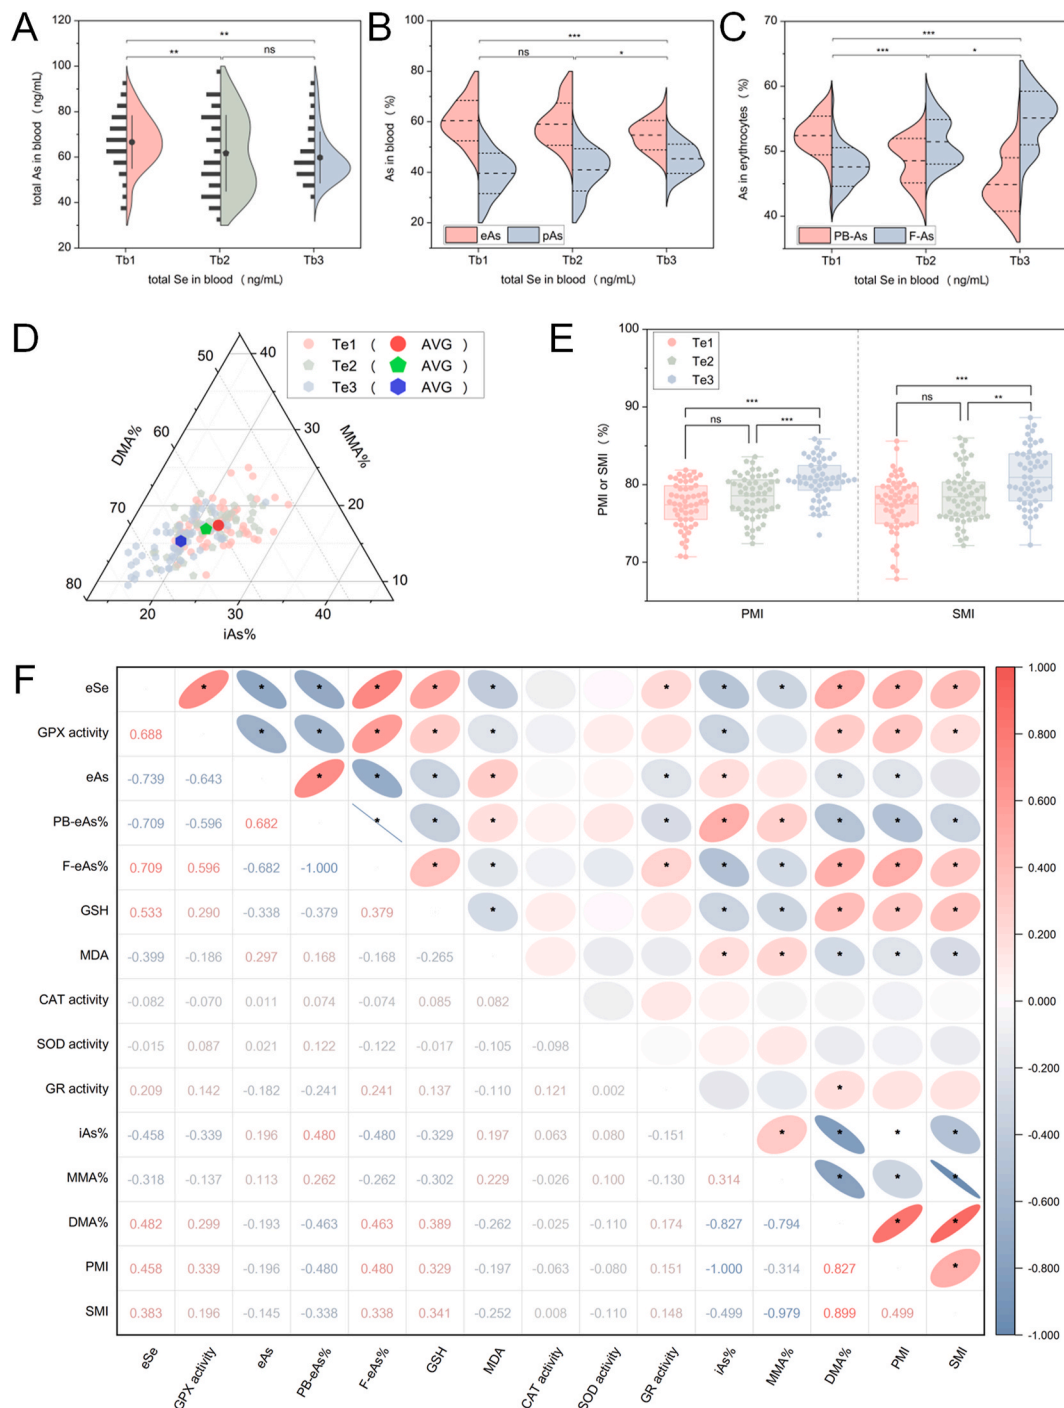 A
120
100
80
60
40
20
total As in blood ( ng/mL)
**
**
ns
Tb1
Tb2
Tb3
total Se in blood ( ng/mL)
B
100
80
60
40
20
As in blood (%)
***
ns
*
eAs
pAs
Tb1
Tb2
Tb3
total Se in blood ( ng/mL)
C
70
60
50
40
As in erythrocytes (%)
***
***
*
PB-As
F-As
Tb1
Tb2
Tb3
total Se in blood ( ng/mL)
D
Te1 ( AVG )
Te2 ( AVG )
Te3 ( AVG )
50
60
70
80
DMA%
40
30
20
10
MMA%
20
30
40
iAs%
E
100
90
80
70
PMI or SMI (%)
Te1
Te2
Te3
***
ns
***
***
ns
**
PMI
SMI
F
eSe * * * * * * * * * * * *
GPX activity 0.688 * * * * * * * * *
eAs -0.739 -0.643 * * * * * * * *
PB-eAs% -0.709 -0.596 0.682 * * * * * * * * *
F-eAs% 0.709 0.596 -0.682 -1.000 * * * * * * * *
GSH 0.533 0.290 -0.338 -0.379 0.379 * * * * * *
MDA -0.399 -0.186 0.297 0.168 -0.168 -0.265 * * * * *
CAT activity -0.082 -0.070 0.011 0.074 -0.074 0.085 0.082
SOD activity -0.015 0.087 0.021 0.122 -0.122 -0.017 -0.105 -0.098
GR activity 0.209 0.142 -0.182 -0.241 0.241 0.137 -0.110 0.121 0.002 *
iAs% -0.458 -0.339 0.196 0.480 -0.480 -0.329 0.197 0.063 0.080 -0.151 * * * *
MMA% -0.318 -0.137 0.113 0.262 -0.262 -0.302 0.229 -0.026 0.100 -0.130 0.314 * * *
DMA% 0.482 0.299 -0.193 -0.463 0.463 0.389 -0.262 -0.025 -0.110 0.174 -0.827 -0.794 * *
PMI 0.458 0.339 -0.196 -0.480 0.480 0.329 -0.197 -0.063 -0.080 0.151 -1.000 -0.314 0.827 *
SMI 0.383 0.196 -0.145 -0.338 0.338 0.341 -0.252 0.008 -0.110 0.148 -0.499 -0.979 0.899 0.499
eSe
GPX activity
eAs
PB-eAs%
F-eAs%
GSH
MDA
CAT activity
SOD activity
GR activity
iAs%
MMA%
DMA%
PMI
SMI
1.000
0.800
0.600
0.400
0.200
0.000
-0.200
-0.400
-0.600
-0.800
-1.000